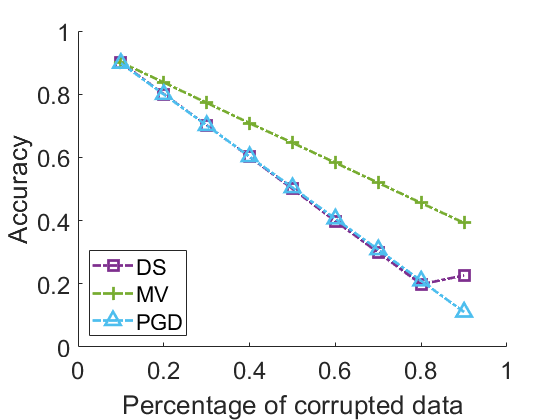 1
0.8
0.6
0.4
0.2
0
Accuracy
DS
MV
PGD
0 0.2 0.4 0.6 0.8 1
Percentage of corrupted data